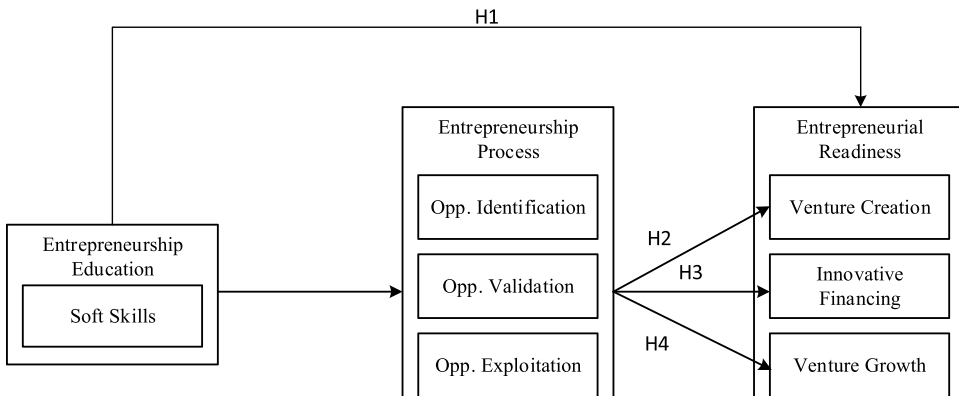 H1
Entrepreneurship
Process
Opp. Identification
Opp. Validation
Opp. Exploitation
Entrepreneurial
Readiness
Venture Creation
Innovative
Financing
Venture Growth
Entrepreneurship
Education
Soft Skills
H2
H3
H4